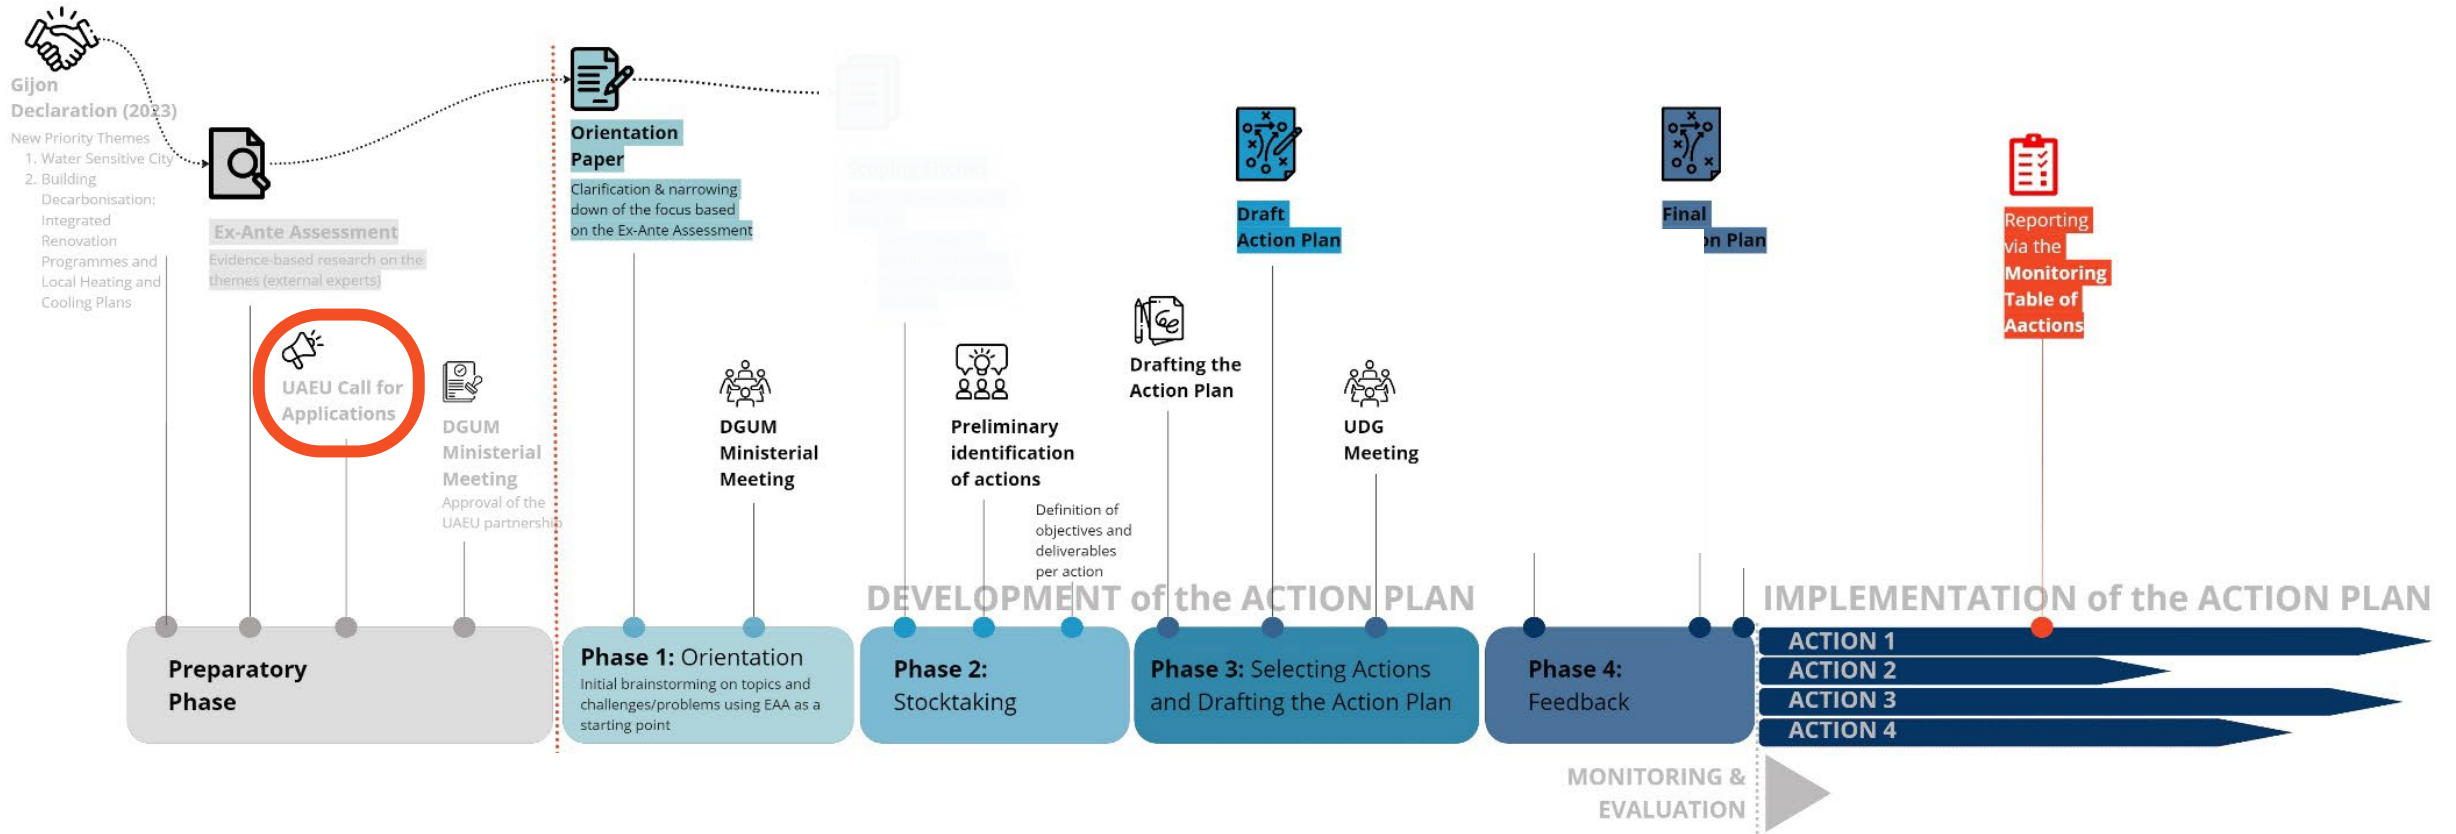 Gijon
Declaration (2023)
New Priority Themes
1. Water Sensitive City
2. Building
Decarbonisation:
Integrated
Renovation
Programmes and
Local Heating and
Cooling Plans
Ex-Ante Assessment
Evidence-based research on the
themes (external experts)
UAEU Call for
Applications
DGUM
Ministerial
Meeting
Approval of the
UAEU partnership
Orientation
Paper
Clarification & narrowing
down of the focus based
on the Ex-Ante Assessment
DGUM
Ministerial
Meeting
Preliminary
identification
of actions
Definition of
objectives and
deliverables
per action
Drafting the
Action Plan
Draft
Action Plan
UDG
Meeting
Final
on Plan
Reporting
via the
Monitoring
Table of
Aactions
DEVELOPMENT of the ACTION PLAN
IMPLEMENTATION of the ACTION PLAN
Preparatory
Phase
Phase 1: Orientation
Initial brainstorming on topics and
challenges/problems using EAA as a
starting point
Phase 2:
Stocktaking
Phase 3: Selecting Actions
and Drafting the Action Plan
Phase 4:
Feedback
ACTION 1
ACTION 2
ACTION 3
ACTION 4
MONITORING &
EVALUATION